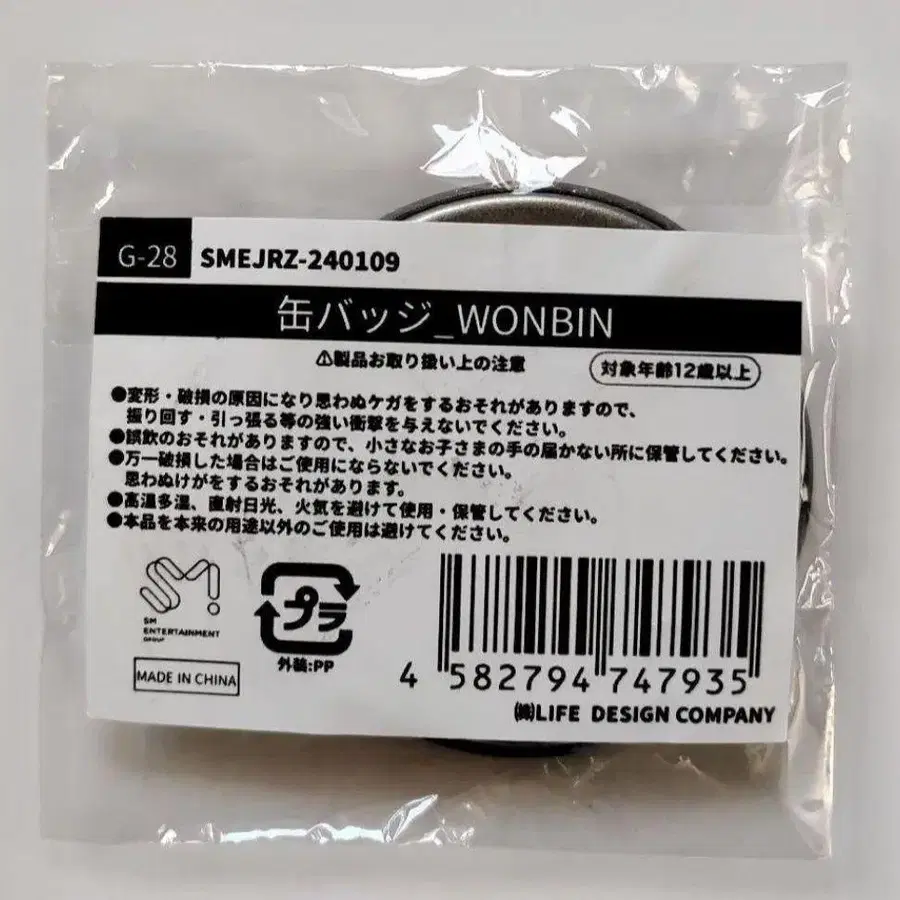 G-28 SMEJRZ-240109
缶バッジ_WONBIN
⚠製品お取り扱い上の注意 対象年齢12歳以上
●変形・破損の原因になり思わぬケガをするおそれがありますので、
振り回す・引っ張る等の強い衝撃を与えないでください。
●誤飲のおそれがありますので、小さなお子さまの手の届かない所に保管してください。
●万一破損した場合はご使用にならないでください。
思わぬけがをするおそれがあります。
●高温多湿、直射日光、火気を避けて使用・保管してください。
●本品を本来の用途以外のご使用は避けてください。
SM
SM
ENTERTAINMENT
GROUP
プラ
外装:PP
MADE IN CHINA
4 582794 747935
㈱LIFE DESIGN COMPANY